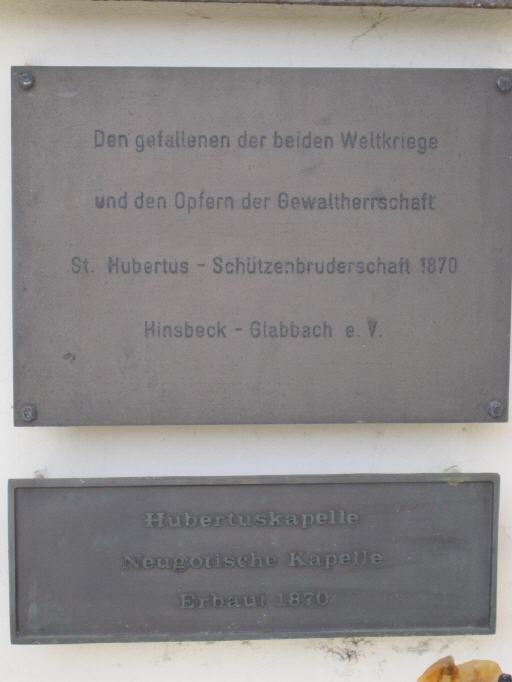 Den gefallenen der beiden Weltkriege
und den Opfern der Gewaltherrschaft
St. Hubertus - Schützenbruderschaft 1870
Hinsbeck - Glabbach e. V.
Hubertuskapelle
Neugotische Kapelle
Erbaut 1870